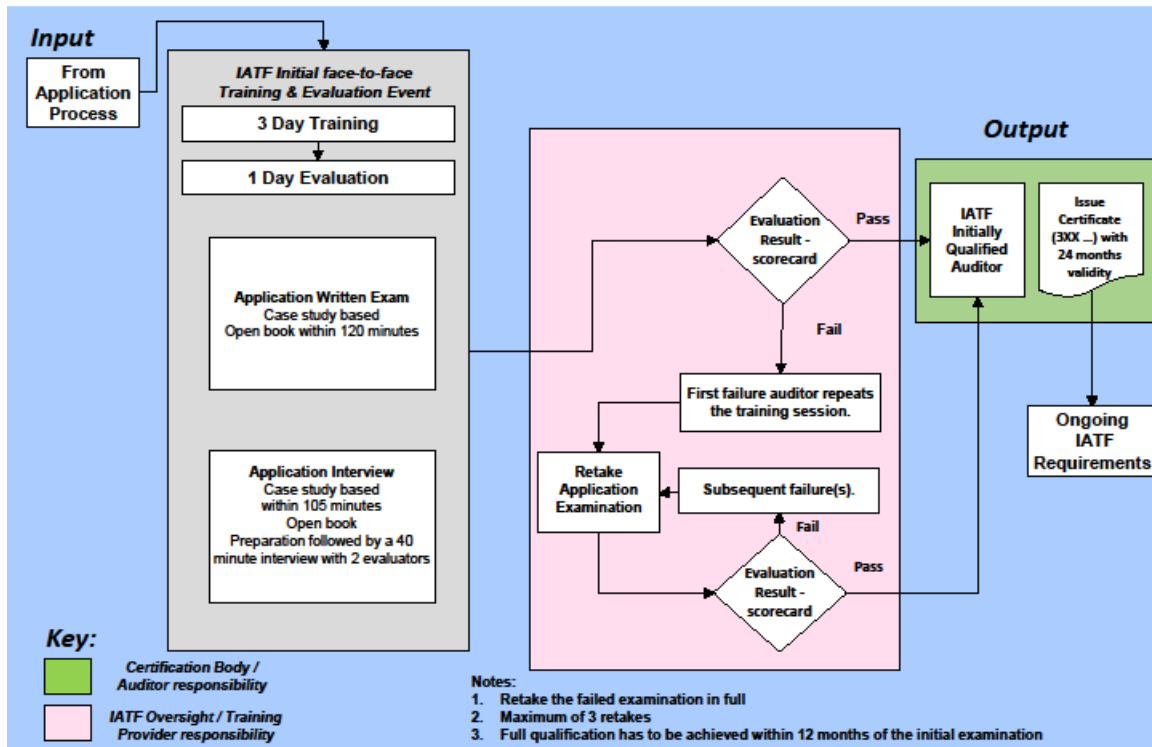 Input
From
Application
Process
IATF Initial face-to-face
Training & Evaluation Event
3 Day Training
1 Day Evaluation
Application Written Exam
Case study based
Open book within 120 minutes
Application Interview
Case study based
within 105 minutes
Open book
Preparation followed by a 40
minute interview with 2 evaluators
Evaluation
Result -
scorecard
Pass
Fail
First failure auditor repeats
the training session.
Retake
Application
Examination
Subsequent failure(s).
Fail
Evaluation
Result -
scorecard
Pass
Output
IATF
Initially
Qualified
Auditor
Issue
Certificate
(3XX ...) with
24 months
validity
Ongoing
IATF
Requirements
Key:
Certification Body /
Auditor responsibility
IATF Oversight / Training
Provider responsibility
Notes:
1. Retake the failed examination in full
2. Maximum of 3 retakes
3. Full qualification has to be achieved within 12 months of the initial examination